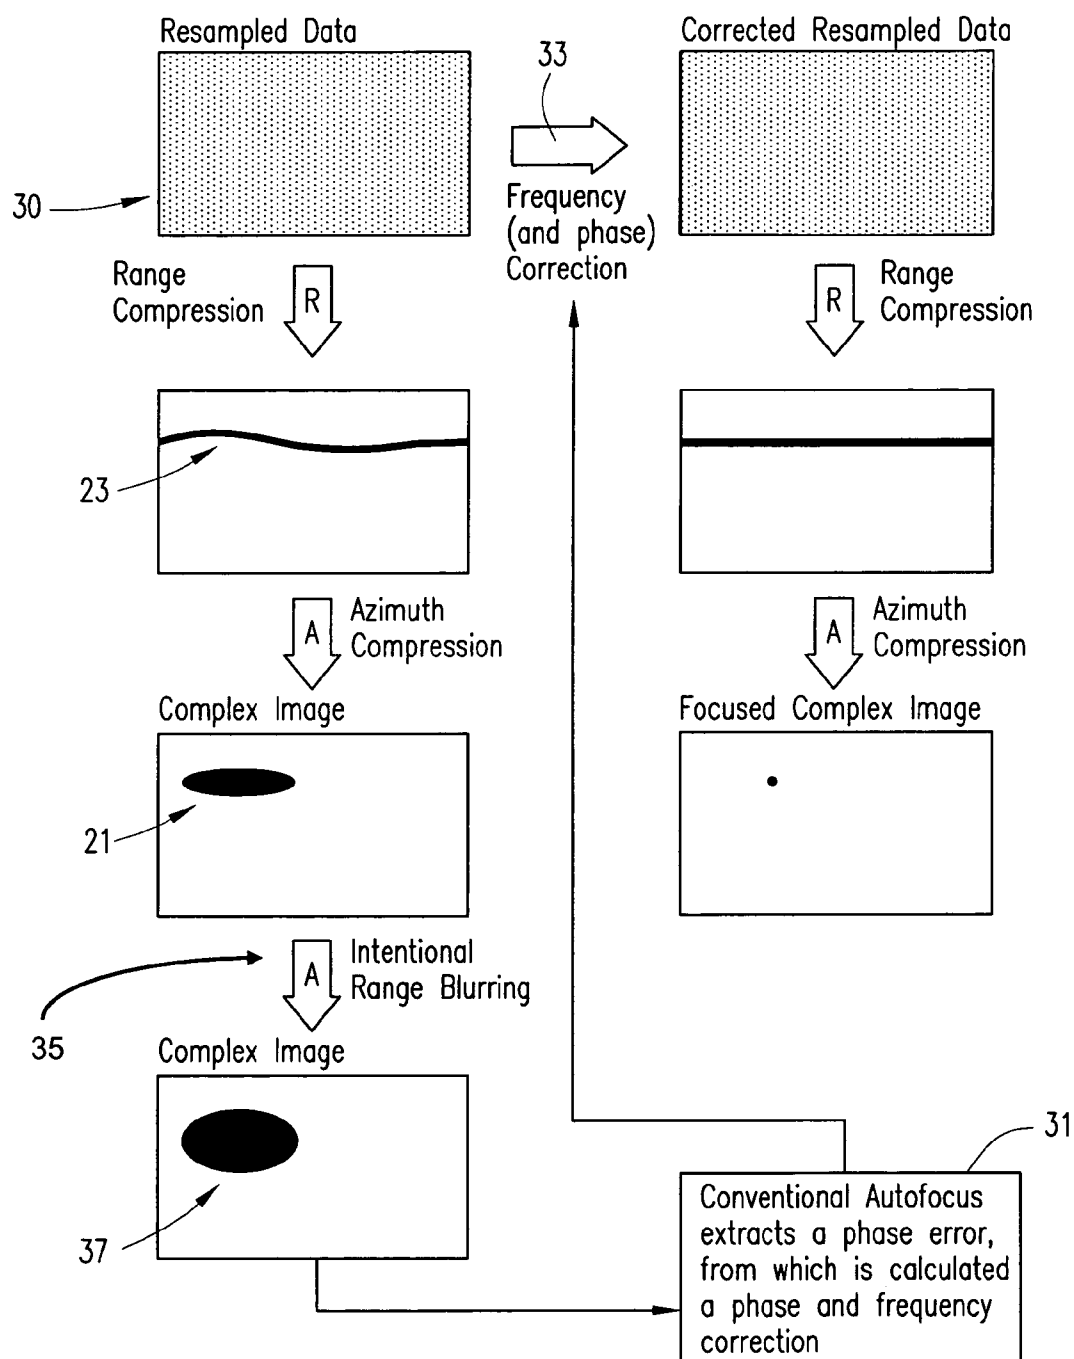 Resampled Data
Corrected Resampled Data
33
30
Frequency
(and phase)
Correction
Range
Compression
R
R
Range
Compression
23
A
Azimuth
Compression
A
Azimuth
Compression
Complex Image
Focused Complex Image
21
A
Intentional
Range Blurring
35
Complex Image
31
37
Conventional Autofocus
extracts a phase error,
from which is calculated
a phase and frequency
correction